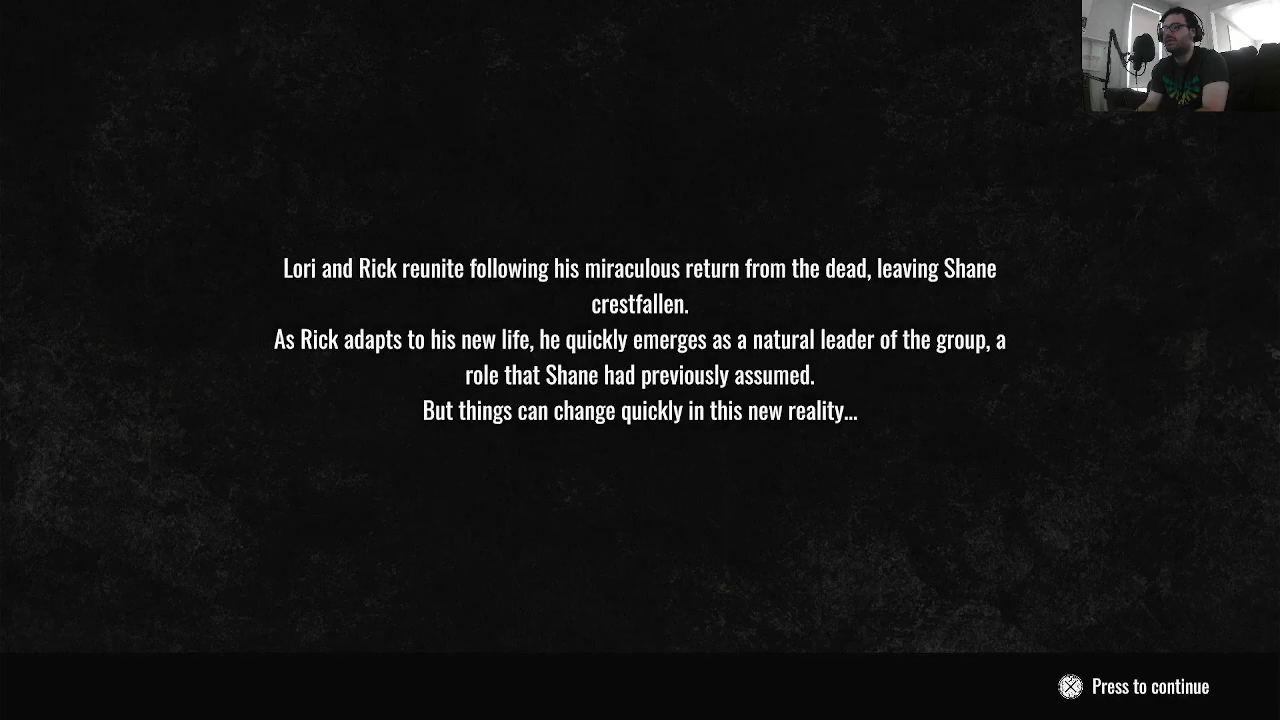 Lori and Rick reunite following his miraculous return from the dead, leaving Shane
crestfallen.
As Rick adapts to his new life, he quickly emerges as a natural leader of the group, a
role that Shane had previously assumed.
But things can change quickly in this new reality...
Press to continue